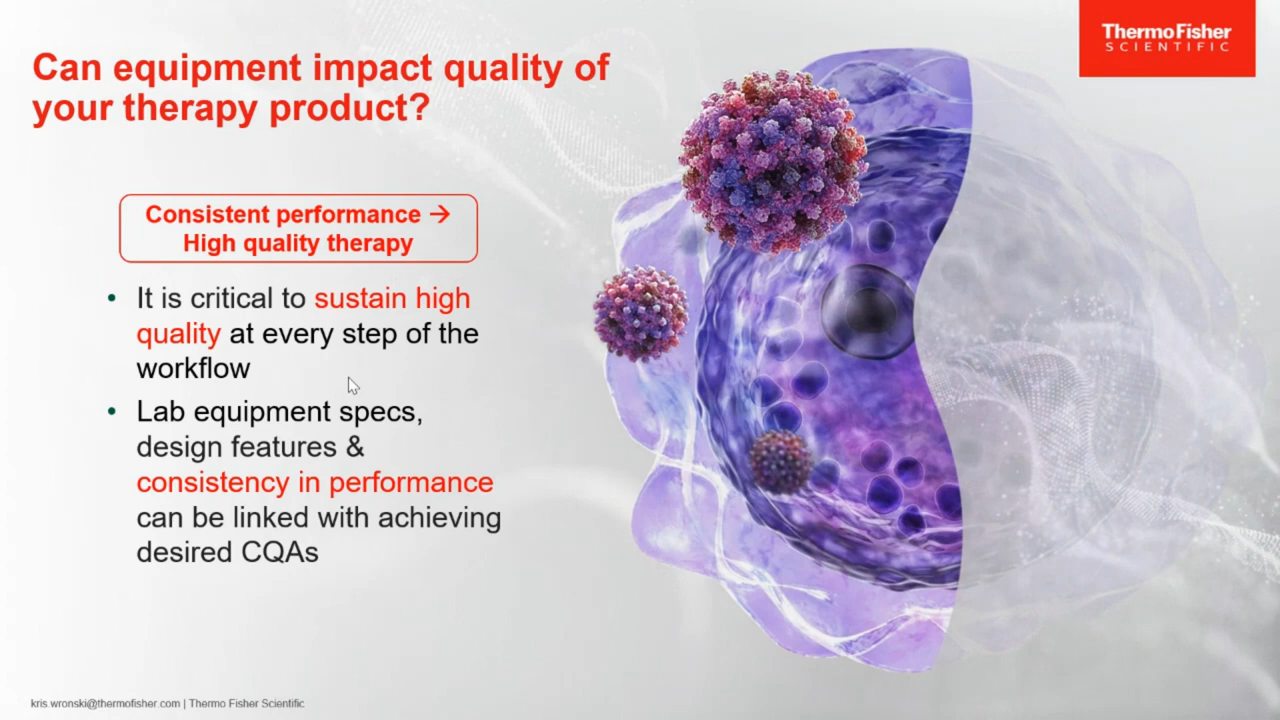 ThermoFisher
SCIENTIFIC
Can equipment impact quality of
your therapy product?
Consistent performance →
High quality therapy
• It is critical to sustain high
quality at every step of the
workflow
• Lab equipment specs,
design features &
consistency in performance
can be linked with achieving
desired CQAs
kris.wronski@thermofisher.com | Thermo Fisher Scientific